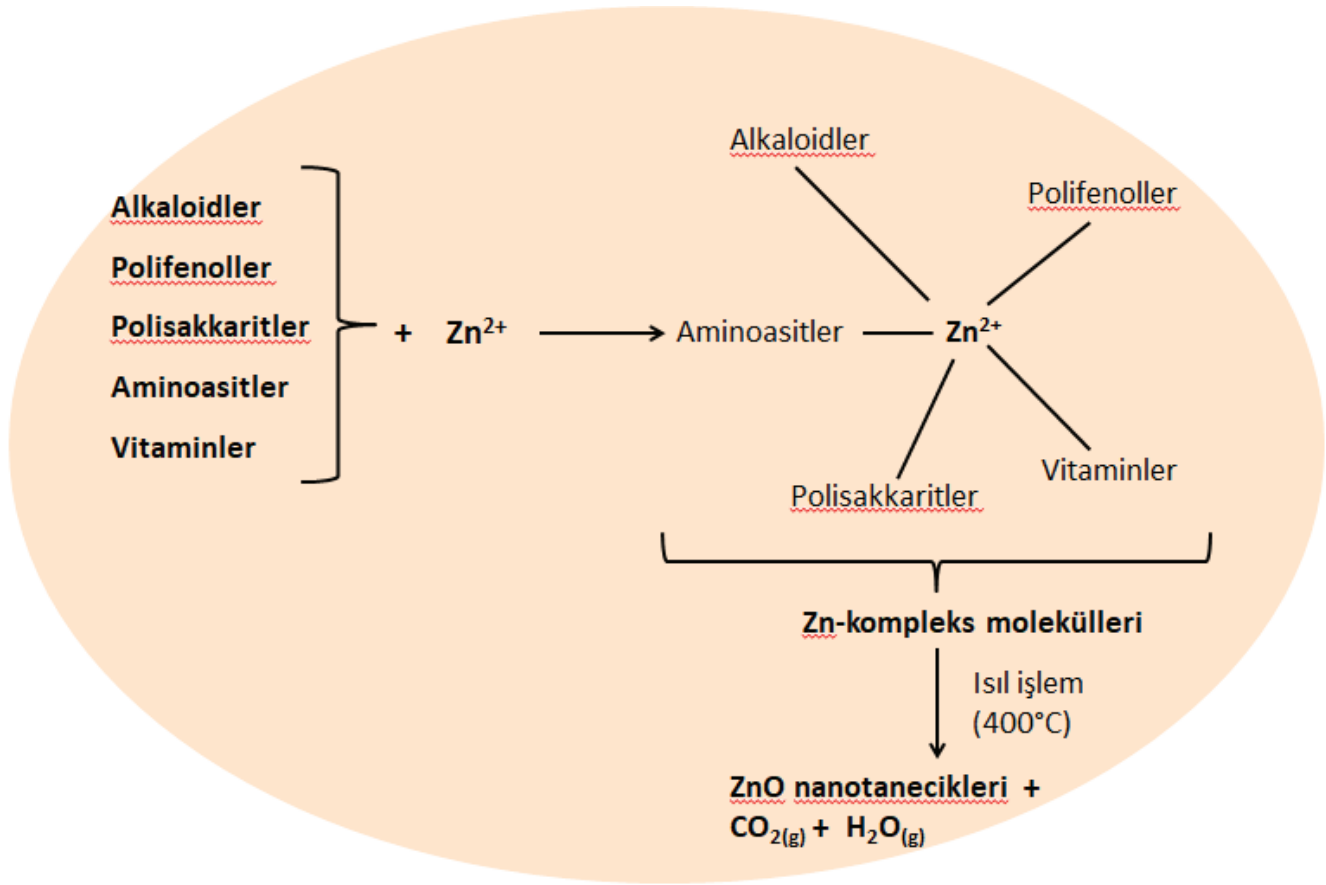 Alkaloidler
Polifenoller
Polisakkaritler
Aminoasitler
Vitaminler
+ Zn²⁺
Alkaloidler
Polifenoller
Aminoasitler
Zn²⁺
Polisakkaritler
Vitaminler
Zn-kompleks molekülleri
Isıl işlem
(400°C)
ZnO nanotanecikleri +
CO₂(g) + H₂O(g)